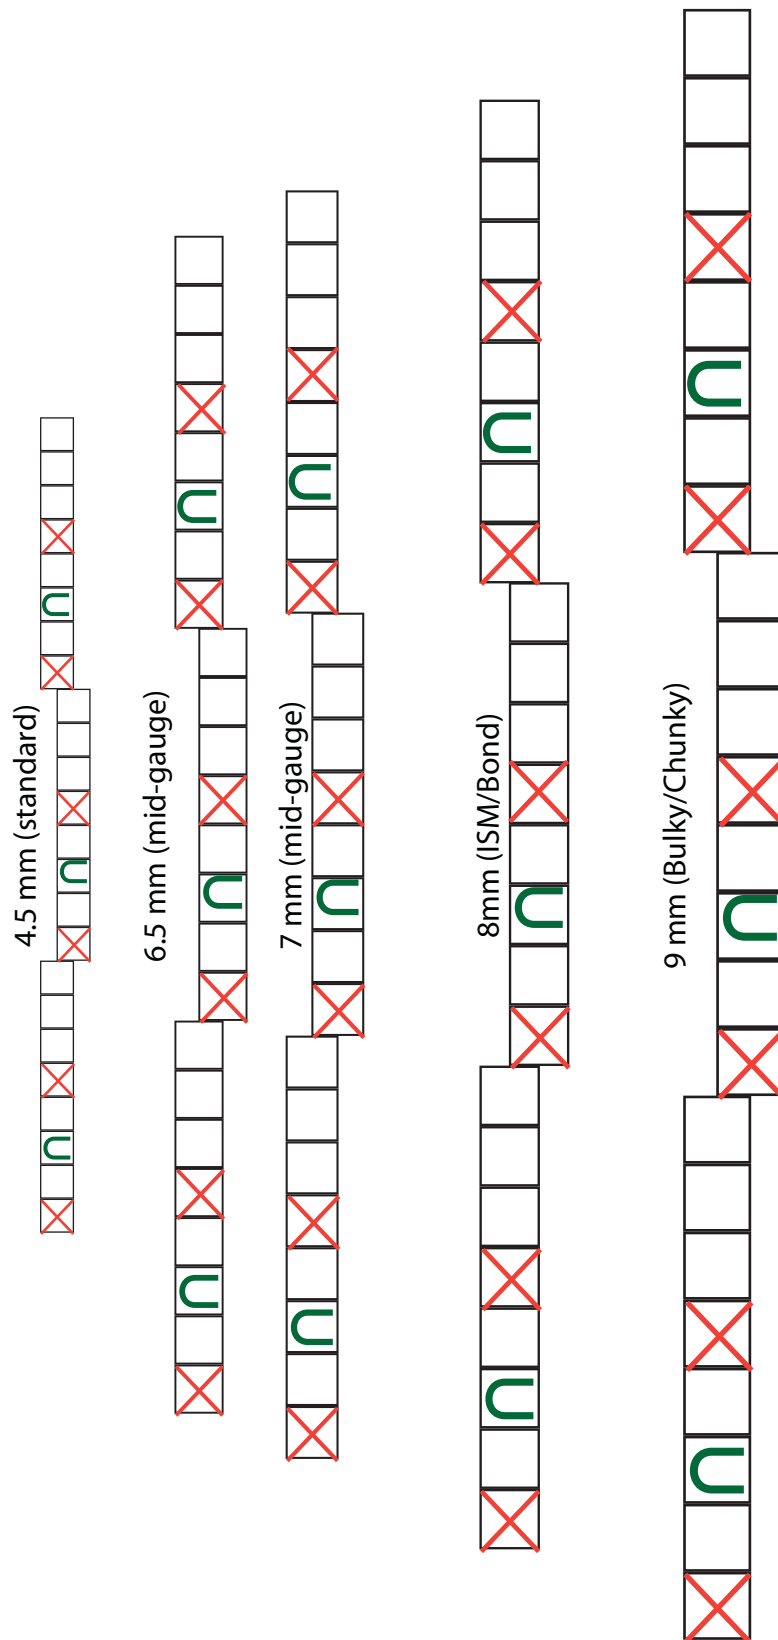 4.5 mm (standard)
6.5 mm (mid-gauge)
7 mm (mid-gauge)
8mm (ISM/Bond)
9 mm (Bulky/Chunky)